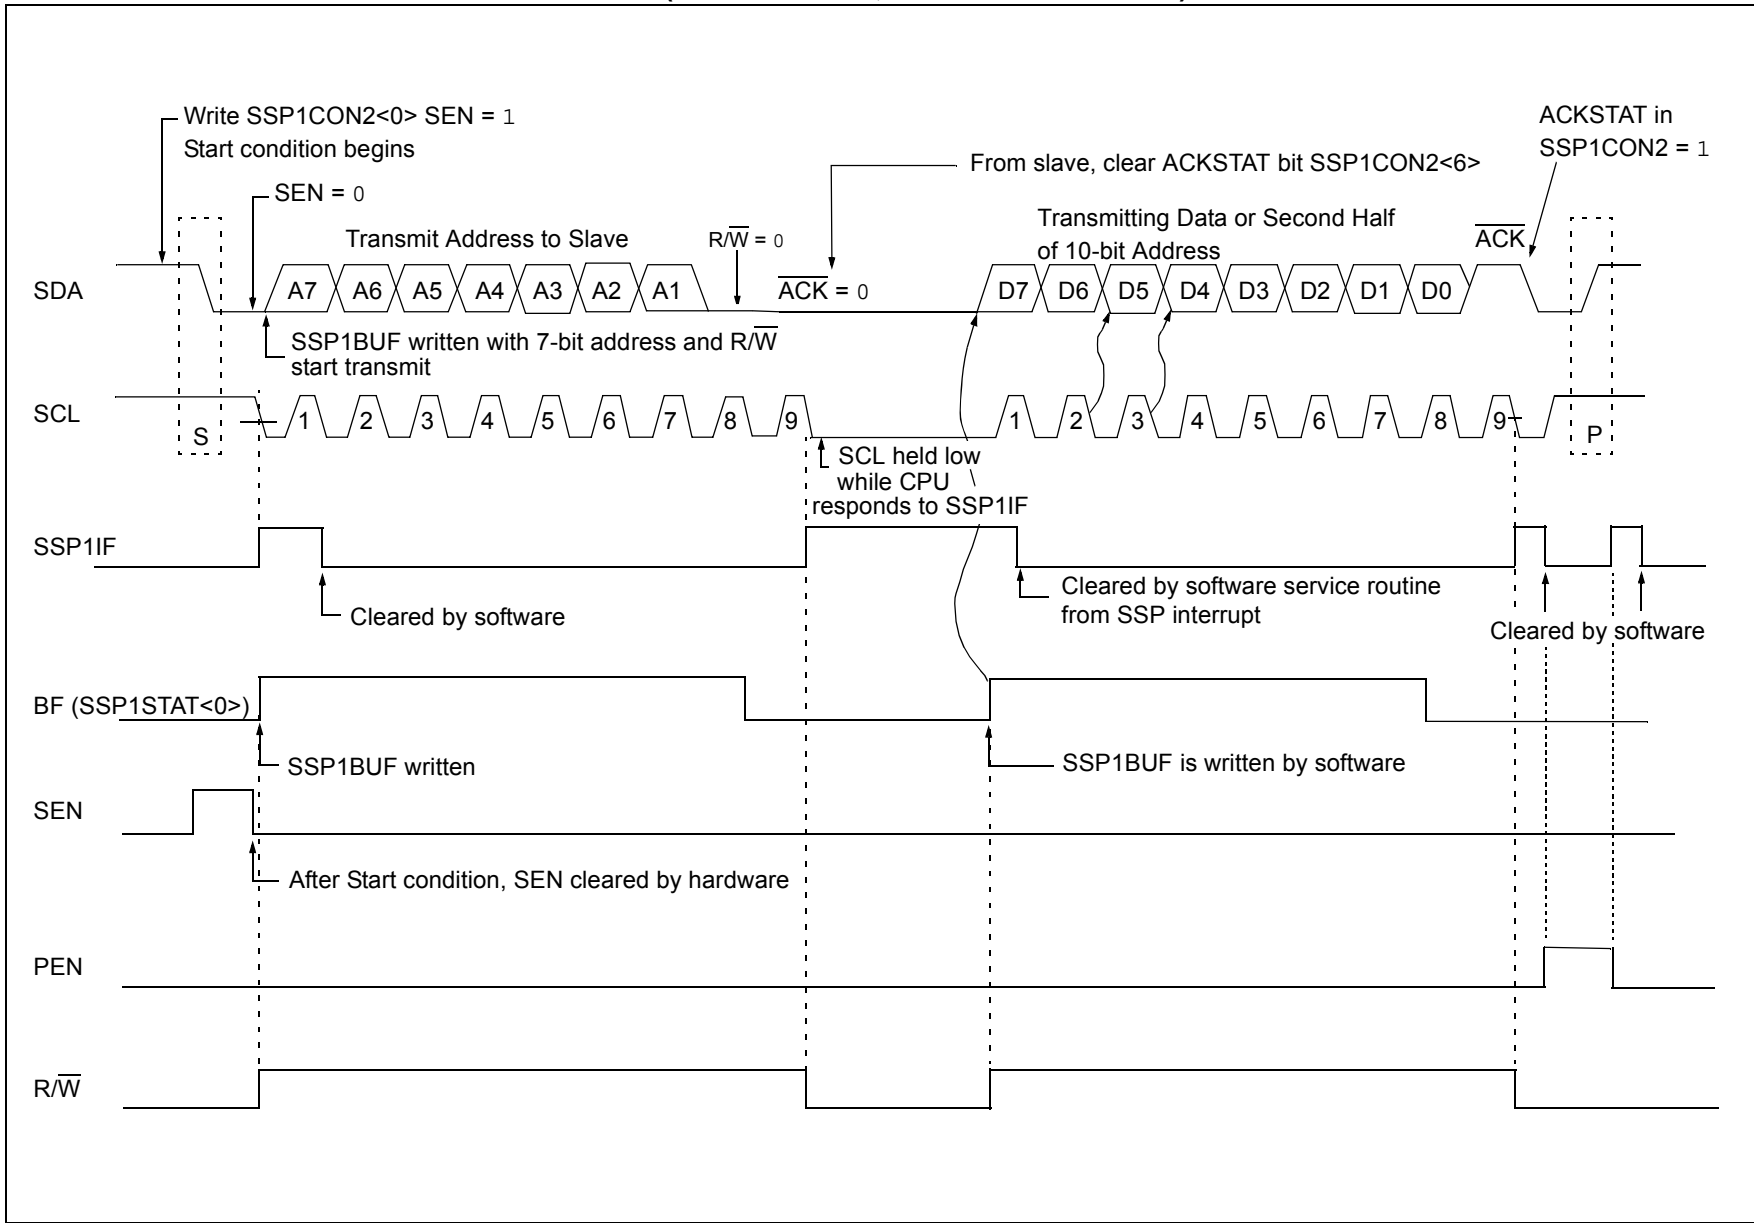 Write SSP1CON2<0> SEN = 1
Start condition begins
ACKSTAT in
SSP1CON2 = 1
From slave, clear ACKSTAT bit SSP1CON2<6>
SEN = 0
Transmit Address to Slave
R/W = 0
Transmitting Data or Second Half
of 10-bit Address
ACK
SDA
A7 A6 A5 A4 A3 A2 A1
ACK = 0
D7 D6 D5 D4 D3 D2 D1 D0
SSP1BUF written with 7-bit address and R/W
start transmit
SCL
S
1 2 3 4 5 6 7 8 9
1 2 3 4 5 6 7 8 9
P
SCL held low
while CPU
responds to SSP1IF
SSP1IF
Cleared by software
Cleared by software service routine
from SSP interrupt
Cleared by software
BF (SSP1STAT<0>)
SSP1BUF written
SSP1BUF is written by software
SEN
After Start condition, SEN cleared by hardware
PEN
R/W